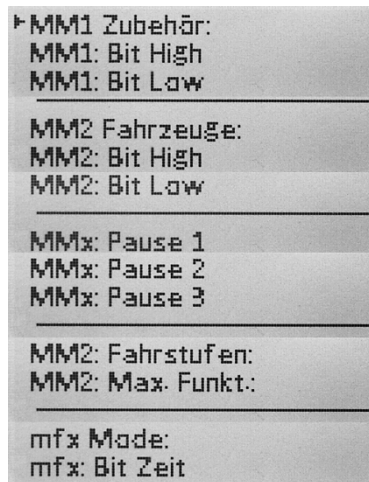 MM1 Zubehör:
MM1: Bit High
MM1: Bit Low
MM2 Fahrzeuge:
MM2: Bit High
MM2: Bit Low
MMx: Pause 1
MMx: Pause 2
MMx: Pause 3
MM2: Fahrstufen:
MM2: Max. Funkt.:
mfx Mode:
mfx: Bit Zeit